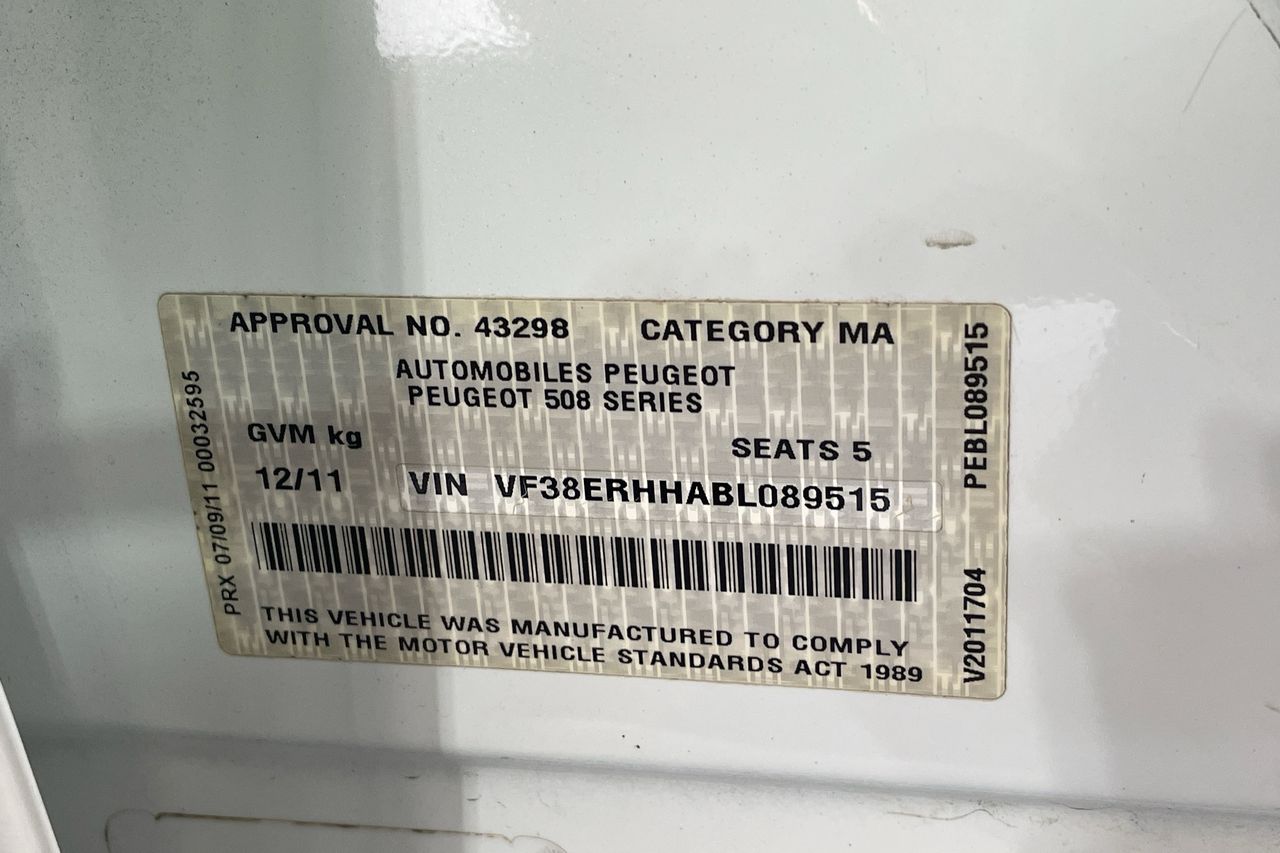 APPROVAL NO. 43298 CATEGORY MA
AUTOMOBILES PEUGEOT
PEUGEOT 508 SERIES
GVM kg
SEATS 5
12/11
VIN VF38ERHHABL089515
THIS VEHICLE WAS MANUFACTURED TO COMPLY
WITH THE MOTOR VEHICLE STANDARDS ACT 1989
PRX 07/09/11 00032595
PEBL089515
V2011704